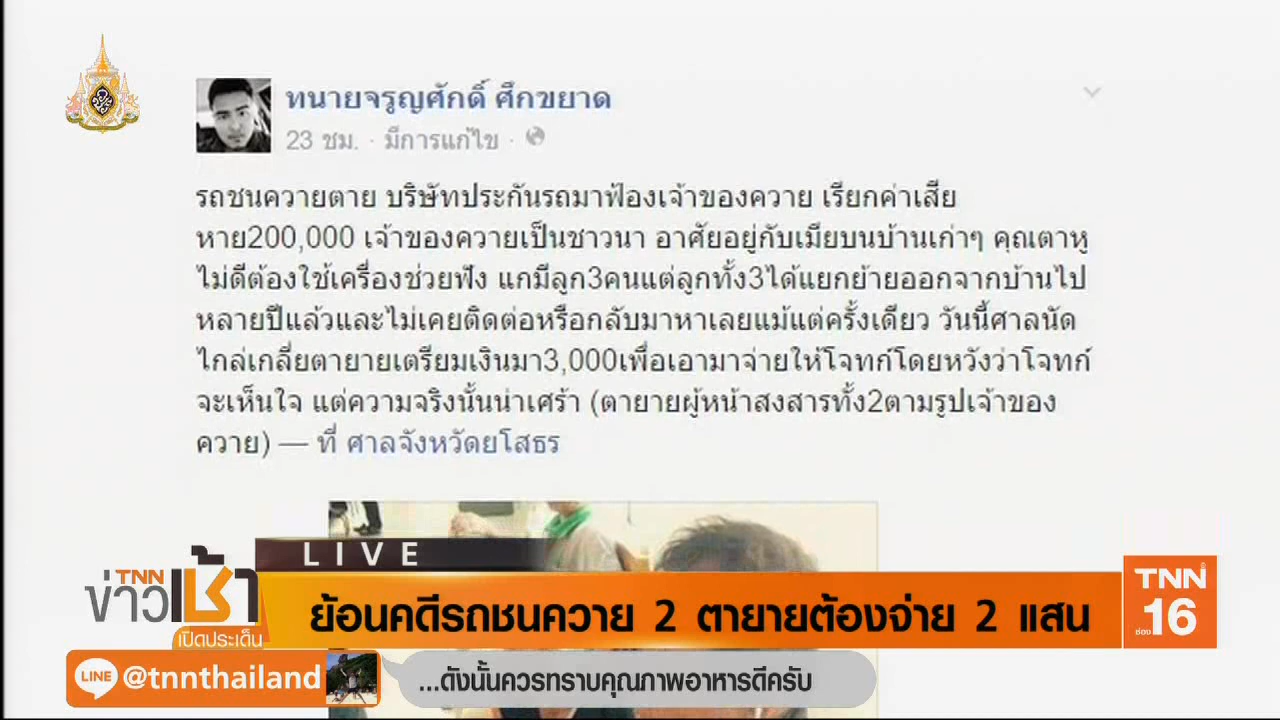 ทนายจรูญศักดิ์ ศึกขยาด
23 ชม. · มีการแก้ไข ·
รถชนควายตาย บริษัทประกันรถมาฟ้องเจ้าของควาย เรียกค่าเสีย
หาย200,000 เจ้าของควายเป็นชาวนา อาศัยอยู่กับเมียบนบ้านเก่าๆ คุณตาหู
ไม่ดีต้องใช้เครื่องช่วยฟัง แกมีลูก3คนแต่ลูกทั้ง3ได้แยกย้ายออกจากบ้านไป
หลายปีแล้วและไม่เคยติดต่อหรือกลับมาหาเลยแม้แต่ครั้งเดียว วันนี้ศาลนัด
ไกล่เกลี่ยตายายเตรียมเงินมา3,000เพื่อเอามาจ่ายให้โจทก์โดยหวังว่าโจทก์
จะเห็นใจ แต่ความจริงนั้นน่าเศร้า (ตายายผู้หน้าสงสารทั้ง2ตามรูปเจ้าของ
ควาย) — ที่ ศาลจังหวัดยโสธร
LIVE
TNN
ข่าวเช้า
เปิดประเด็น
ย้อนคดีรถชนควาย 2 ตายายต้องจ่าย 2 แสน
TNN
ช่อง 16
LINE @tnnthailand
...ดังนั้นควรทราบคุณภาพอาหารดีครับ